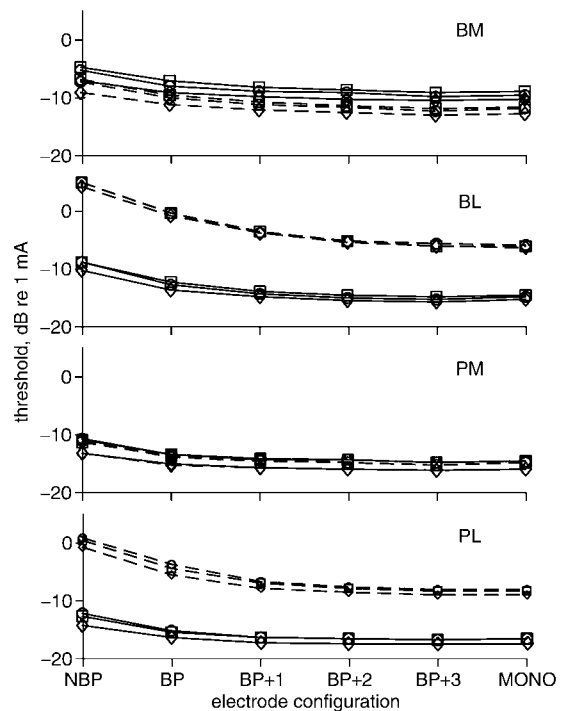 BM
0
−10
−20
BL
0
−10
−20
threshold, dB re 1 mA
PM
0
−10
−20
PL
0
−10
−20
NBP BP BP+1 BP+2 BP+3 MONO
electrode configuration